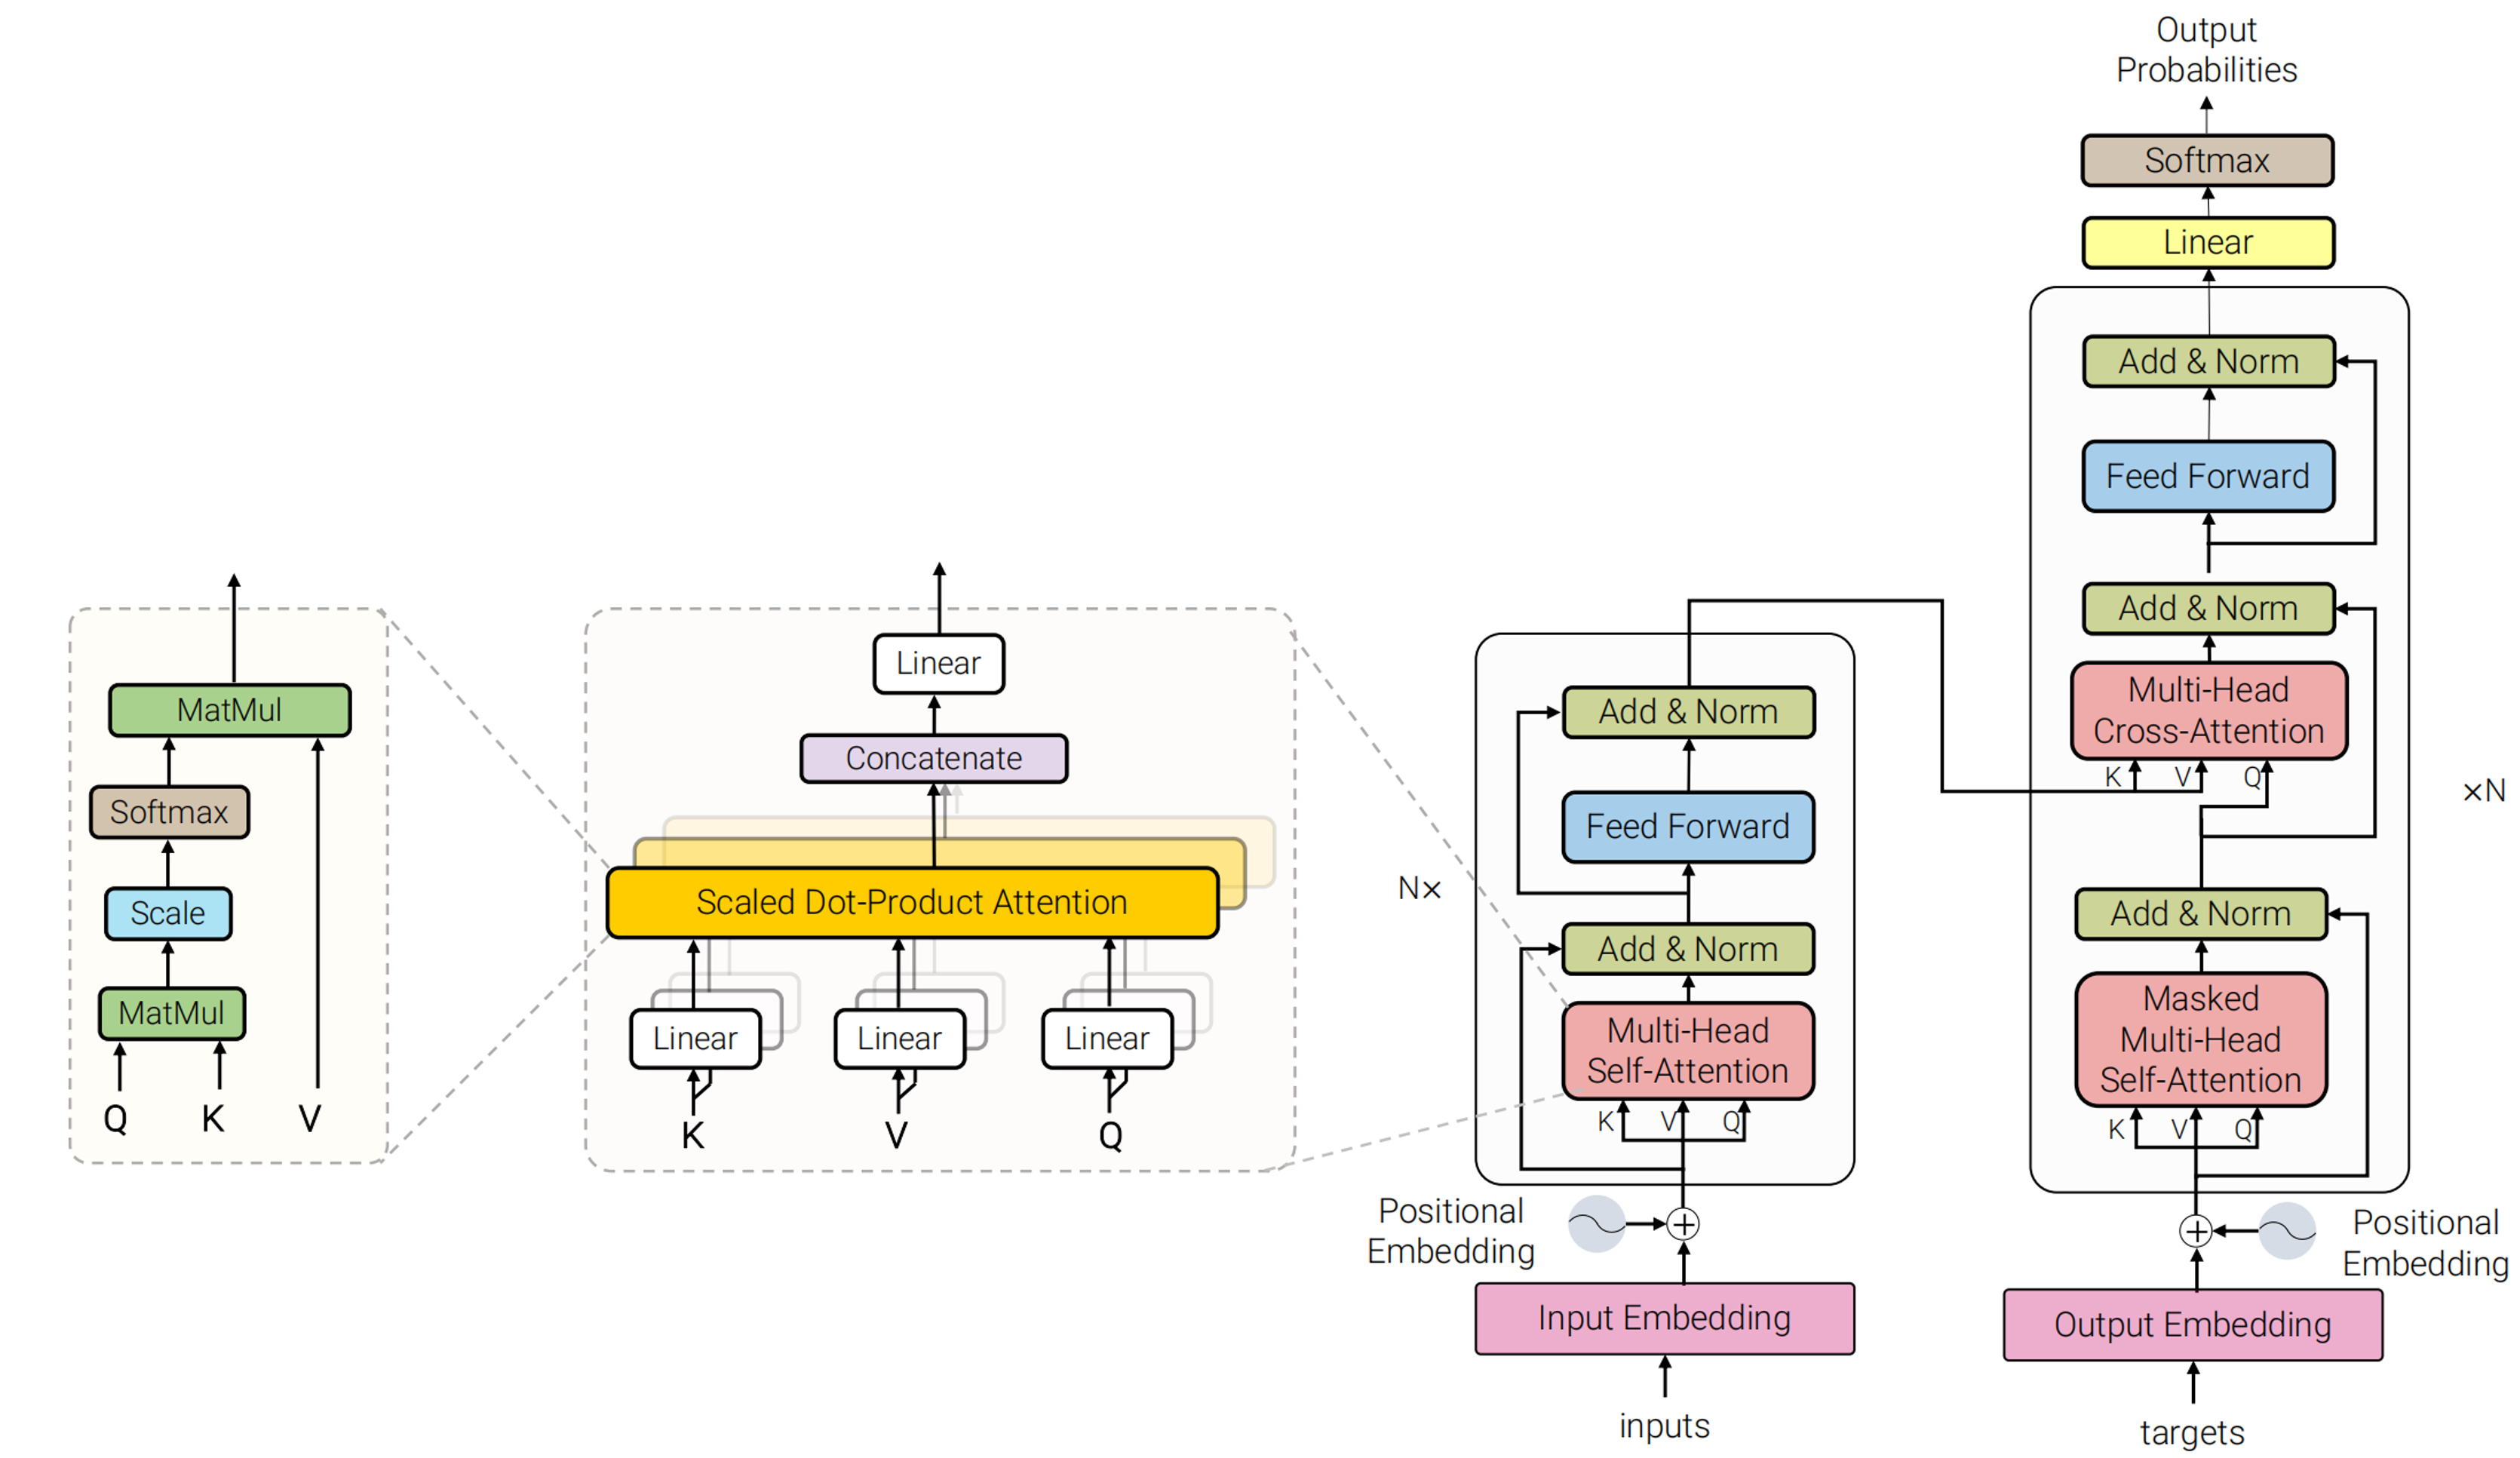 MatMul
Softmax
Scale
MatMul
Q
K
V
Linear
Concatenate
Scaled Dot-Product Attention
Linear
Linear
Linear
K
V
Q
N×
Add & Norm
Feed Forward
Add & Norm
Multi-Head
Self-Attention
K
V
Q
Positional
Embedding
Input Embedding
inputs
Output
Probabilities
Softmax
Linear
Add & Norm
Feed Forward
Add & Norm
Multi-Head
Cross-Attention
K
V
Q
×N
Add & Norm
Masked
Multi-Head
Self-Attention
K
V
Q
Positional
Embedding
Output Embedding
targets